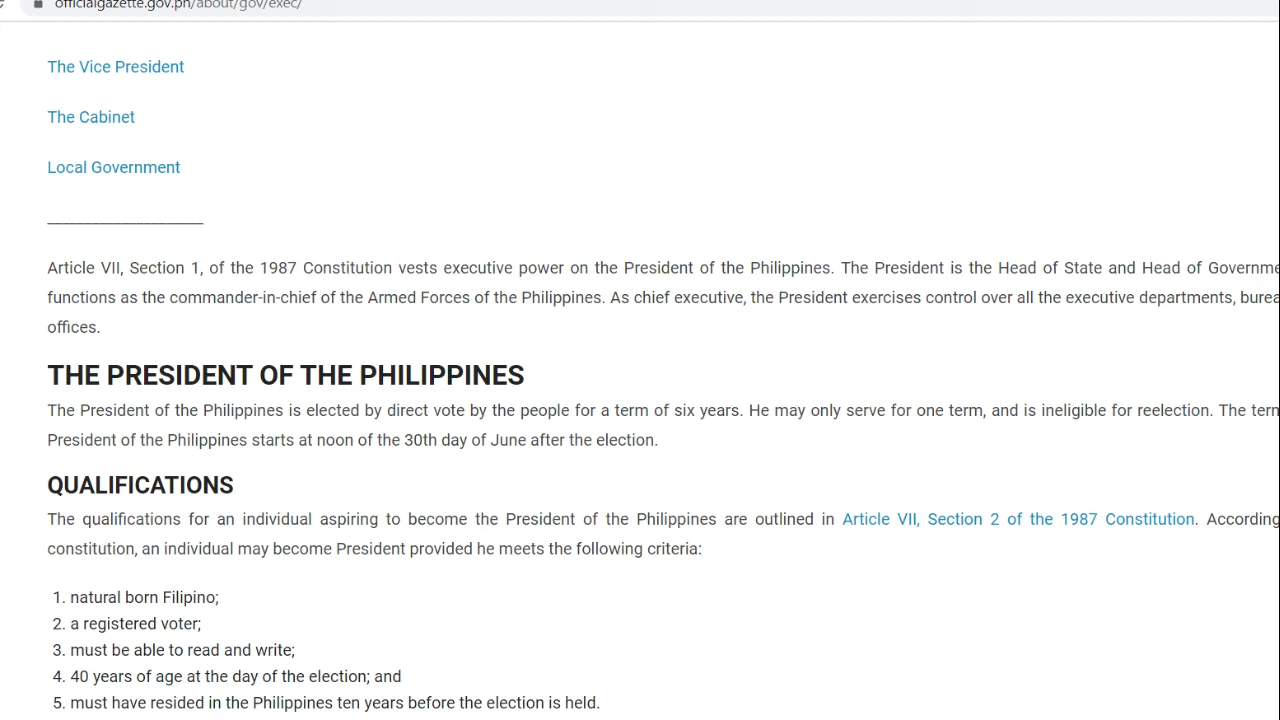 officialgazette.gov.ph/about/gov/exec/
The Vice President
The Cabinet
Local Government
____________________
Article VII, Section 1, of the 1987 Constitution vests executive power on the President of the Philippines. The President is the Head of State and Head of Governme
functions as the commander-in-chief of the Armed Forces of the Philippines. As chief executive, the President exercises control over all the executive departments, burea
offices.
THE PRESIDENT OF THE PHILIPPINES
The President of the Philippines is elected by direct vote by the people for a term of six years. He may only serve for one term, and is ineligible for reelection. The term
President of the Philippines starts at noon of the 30th day of June after the election.
QUALIFICATIONS
The qualifications for an individual aspiring to become the President of the Philippines are outlined in Article VII, Section 2 of the 1987 Constitution. According
constitution, an individual may become President provided he meets the following criteria:
1. natural born Filipino;
2. a registered voter;
3. must be able to read and write;
4. 40 years of age at the day of the election; and
5. must have resided in the Philippines ten years before the election is held.